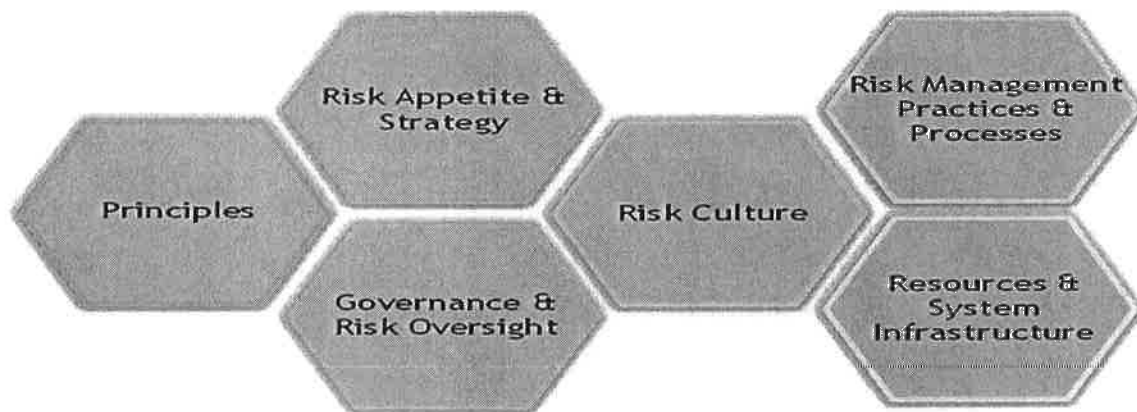 Principles
Risk Appetite &
Strategy
Governance &
Risk Oversight
Risk Culture
Risk Management
Practices &
Processes
Resources &
System
Infrastructure